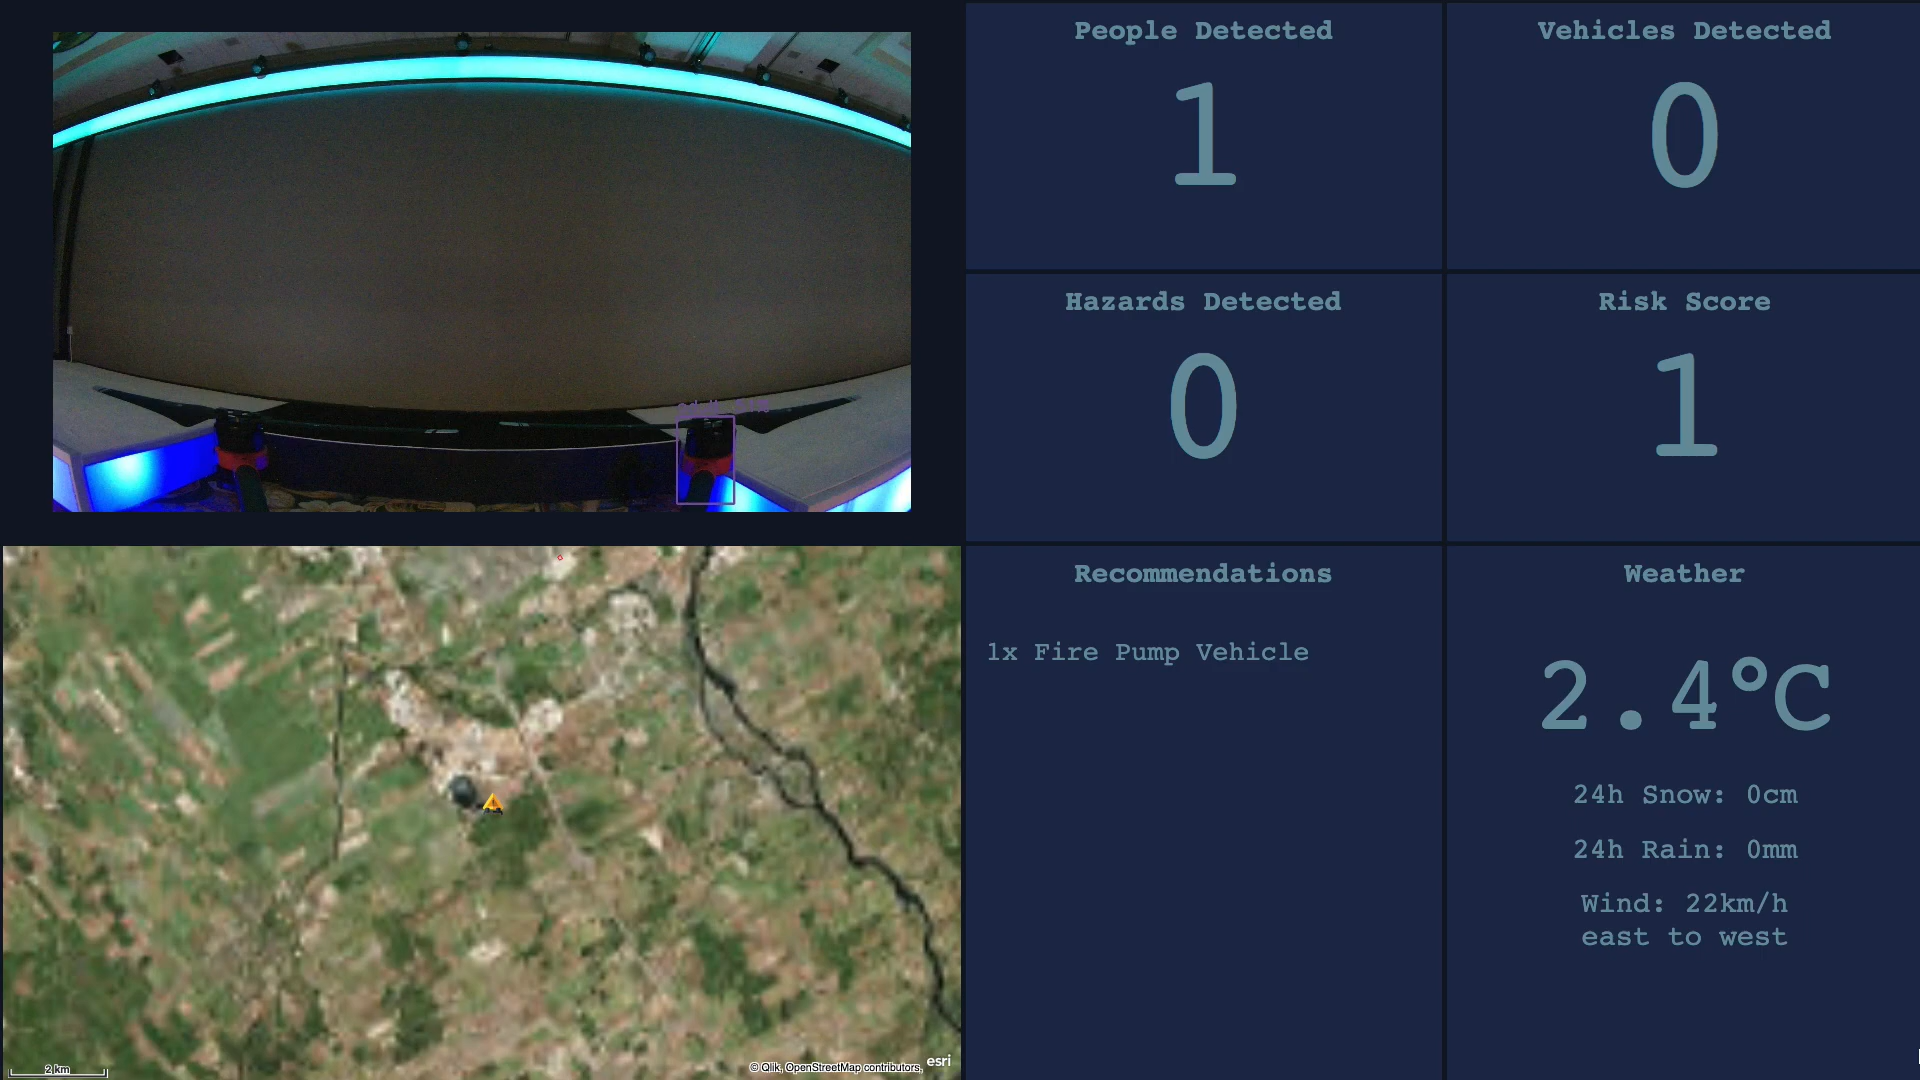 People Detected
1
Vehicles Detected
0
Hazards Detected
0
Risk Score
1
Recommendations
1x Fire Pump Vehicle
Weather
2.4°C
24h Snow: 0cm
24h Rain: 0mm
Wind: 22km/h
east to west
2 km
© Qlik, OpenStreetMap contributors,
esri